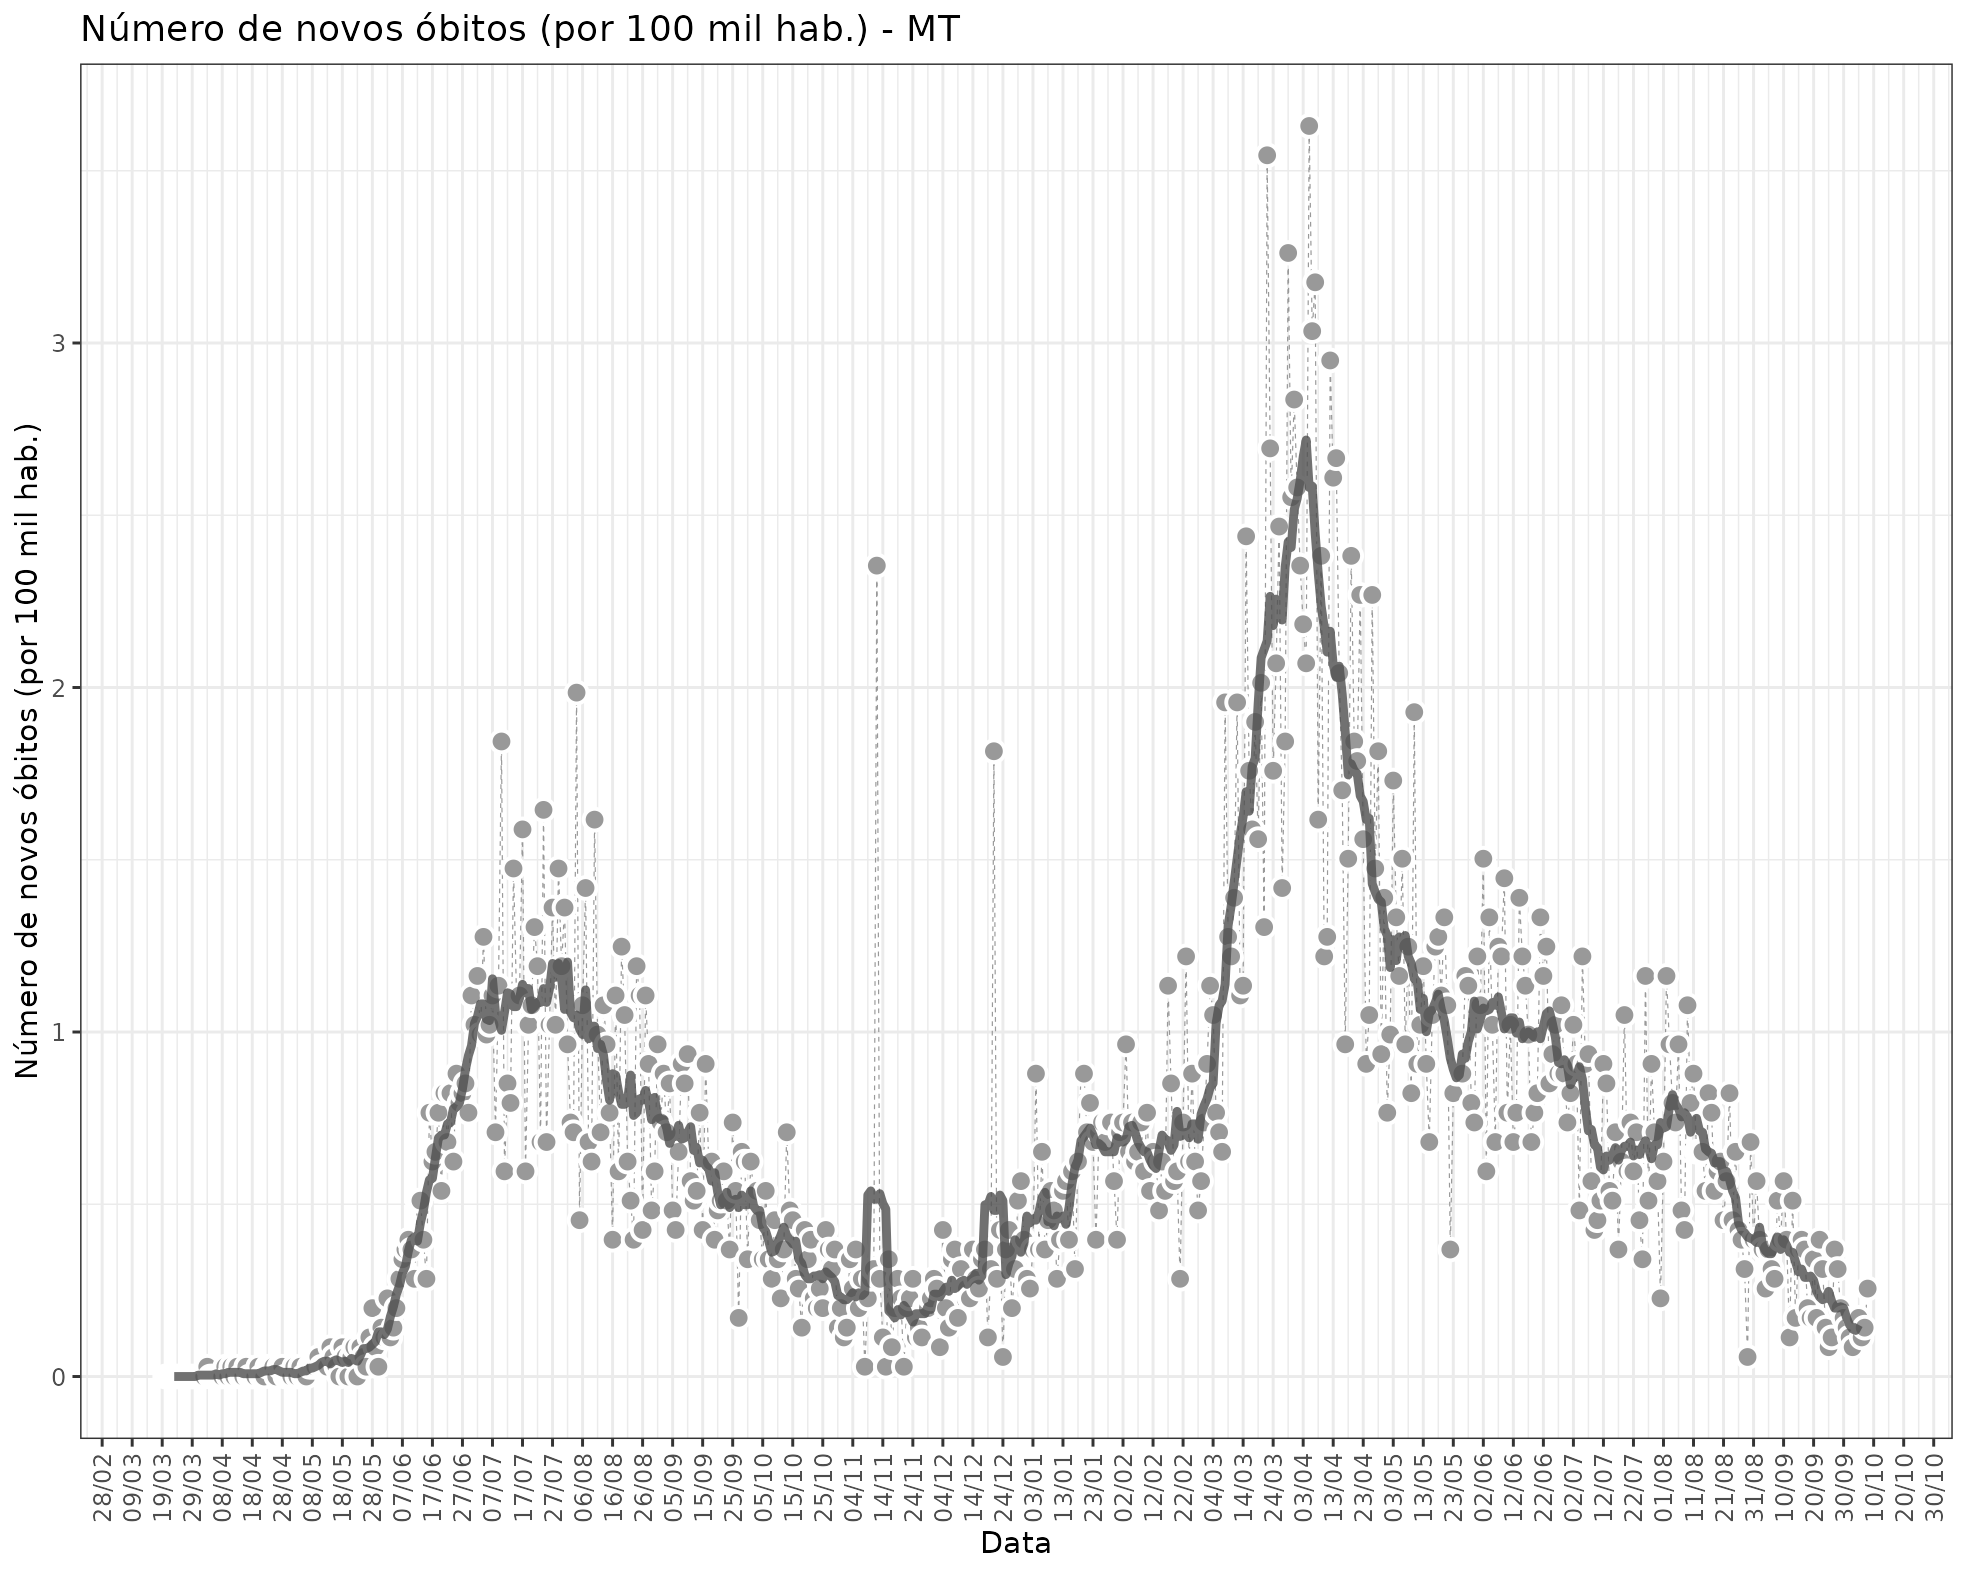 Número de novos óbitos (por 100 mil hab.) - MT
Número de novos óbitos (por 100 mil hab.)
3
2
1
0
28/02 09/03 19/03 29/03 08/04 18/04 28/04 08/05 18/05 28/05 07/06 17/06 27/06 07/07 17/07 27/07 06/08 16/08 26/08 05/09 15/09 25/09 05/10 15/10 25/10 04/11 14/11 24/11 04/12 14/12 24/12 03/01 13/01 23/01 02/02 12/02 22/02 04/03 14/03 24/03 03/04 13/04 23/04 03/05 13/05 23/05 02/06 12/06 22/06 02/07 12/07 22/07 01/08 11/08 21/08 31/08 10/09 20/09 30/09 10/10 20/10 30/10
Data